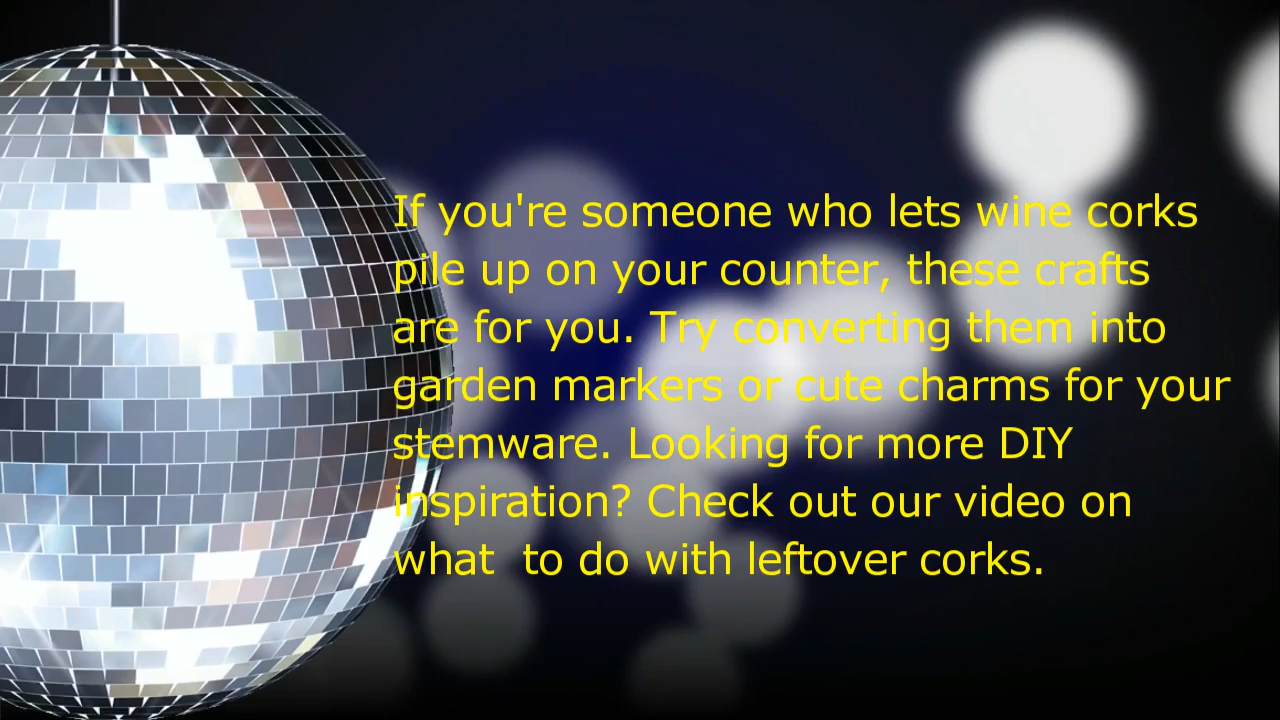 If you're someone who lets wine corks
pile up on your counter, these crafts
are for you. Try converting them into
garden markers or cute charms for your
stemware. Looking for more DIY
inspiration? Check out our video on
what  to do with leftover corks.